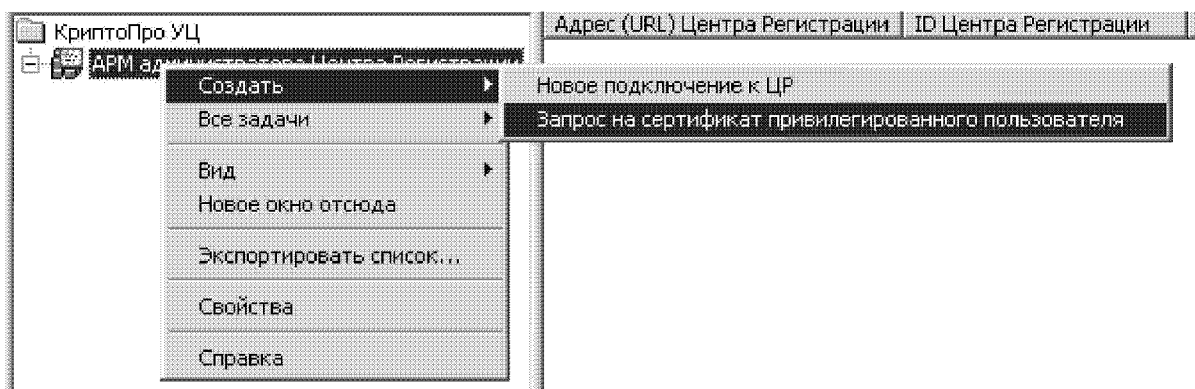 КриптоПро УЦ
Адрес (URL) Центра Регистрации
ID Центра Регистрации
АРМ администратора Центра Регистрации
Создать
Новое подключение к ЦР
Все задачи
Запрос на сертификат привилегированного пользователя
Вид
Новое окно отсюда
Экспортировать список...
Свойства
Справка